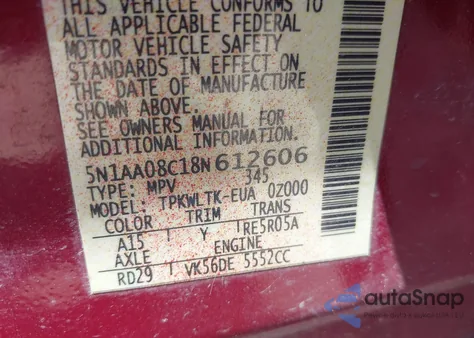 THIS VEHICLE CONFORMS TO
ALL APPLICABLE FEDERAL
MOTOR VEHICLE SAFETY
STANDARDS IN EFFECT ON
THE DATE OF MANUFACTURE
SHOWN ABOVE.
SEE OWNERS MANUAL FOR
ADDITIONAL INFORMATION.
5N1AA08C18N612606
TYPE: MPV 345
MODEL: TPKWLTK-EUA 0Z000
COLOR TRIM TRANS
A15 Y RE5R05A
AXLE ENGINE
RD29 VK56DE 5552CC
autoSnap